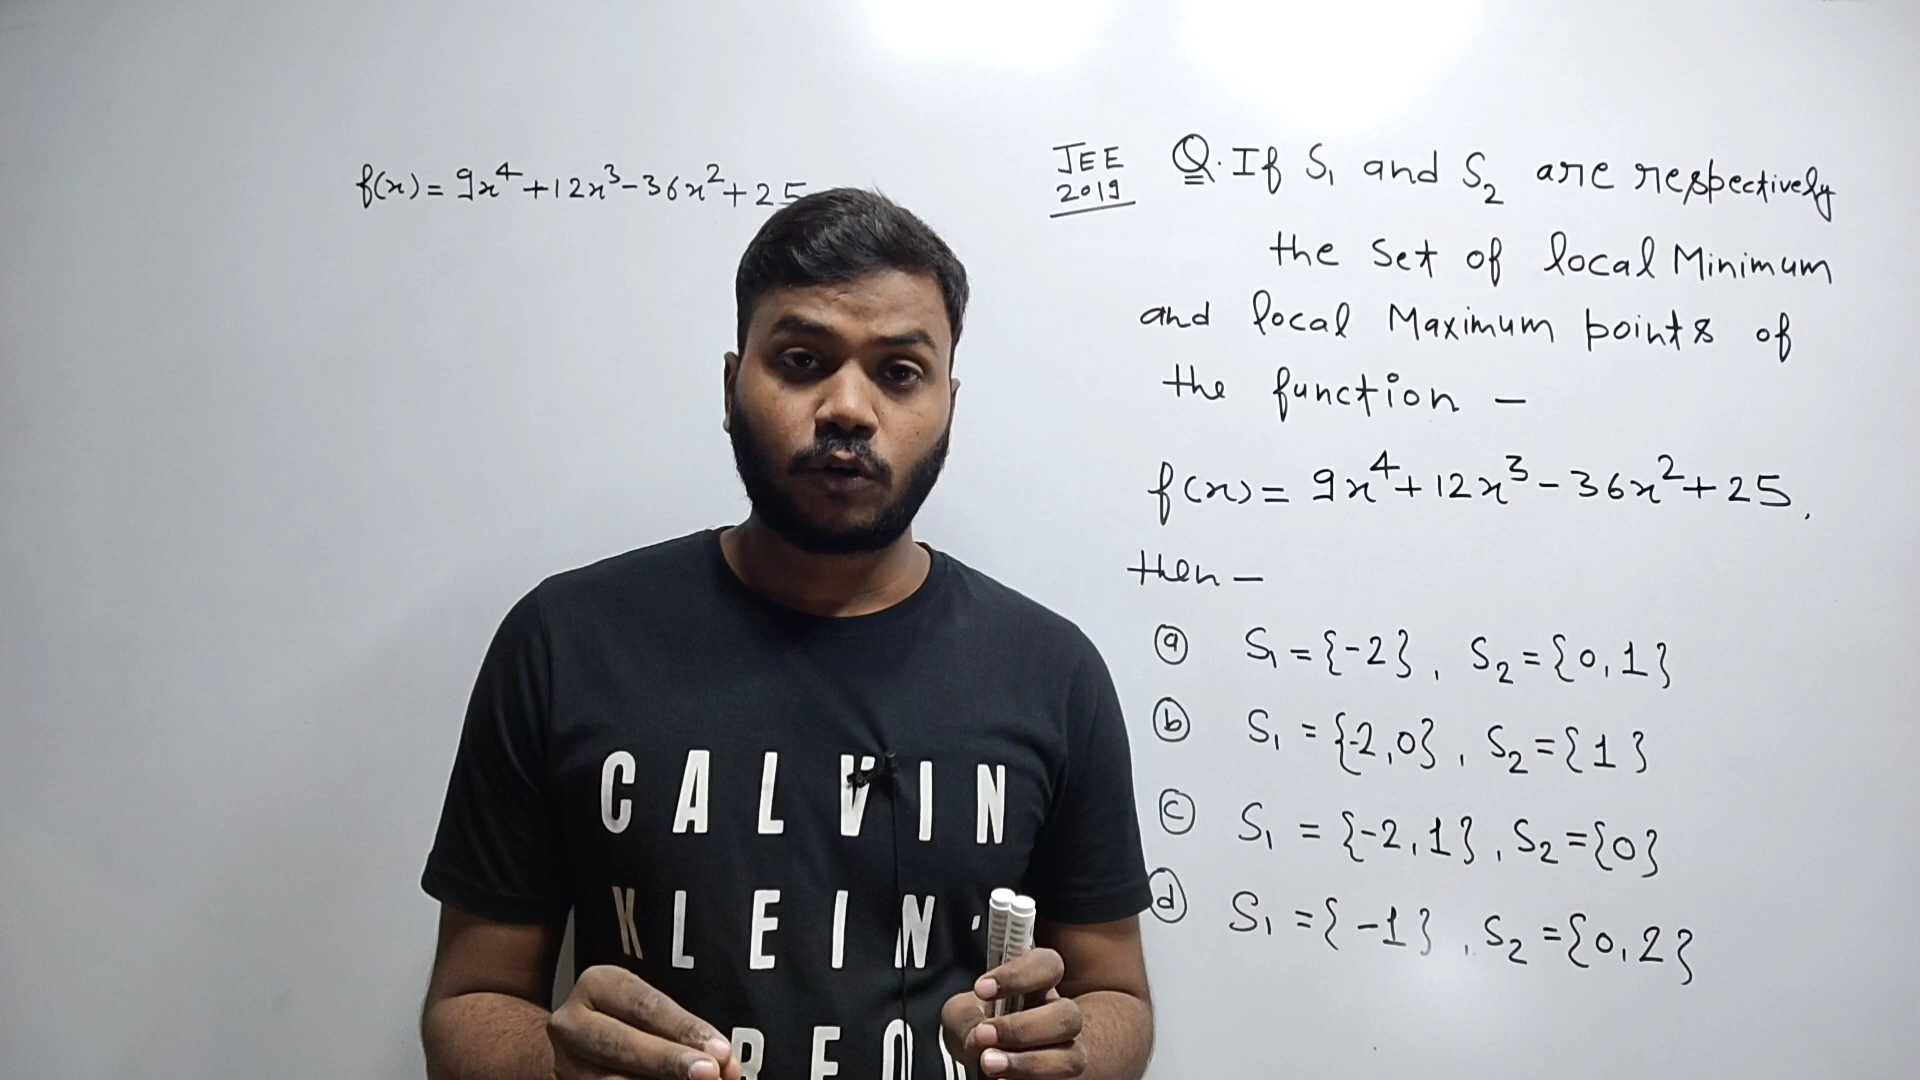 f(x) = 9x⁴+12x³-36x²+25
JEE
2019
Q. If S₁ and S₂ are respectively
the set of local Minimum
and local Maximum points of
the function –
f(x) = 9x⁴+12x³-36x²+25,
then –
(a) S₁ = {-2}, S₂ = {0,1}
(b) S₁ = {-2,0}, S₂ = {1}
(c) S₁ = {-2,1}, S₂ = {0}
(d) S₁ = {-1}, S₂ = {0,2}
CALVIN
KLEIN